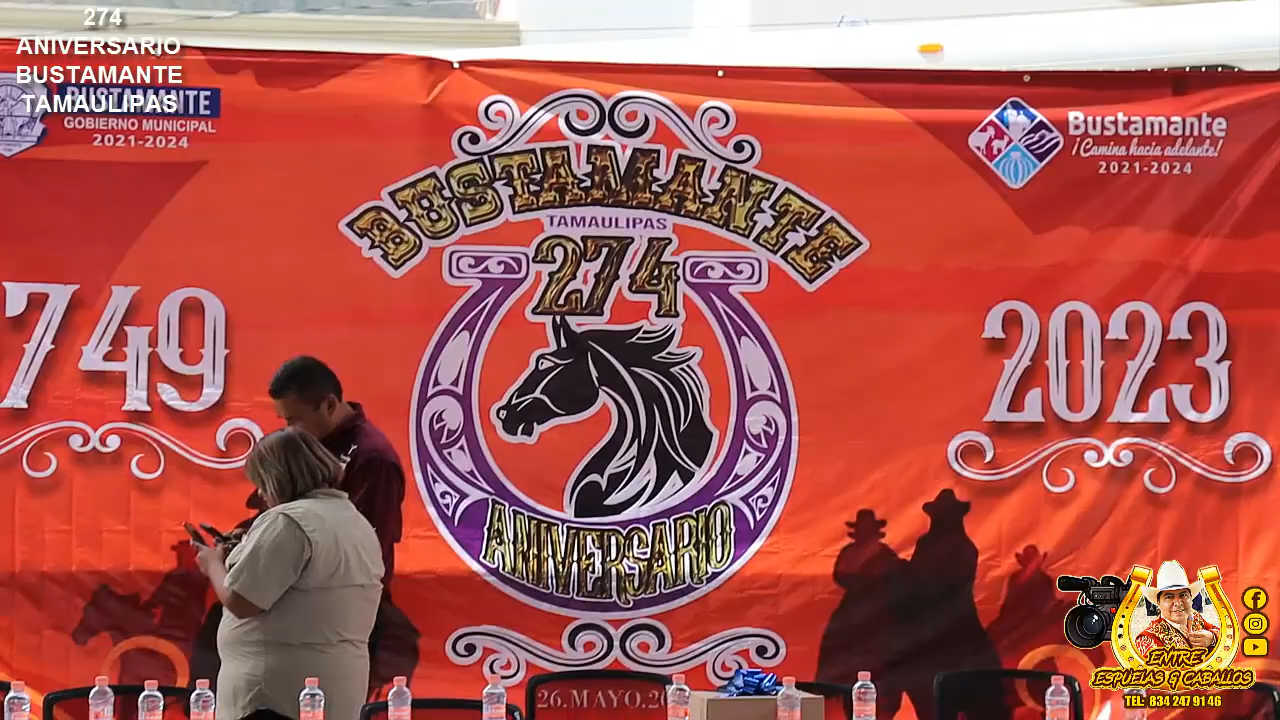 274
ANIVERSARIO
BUSTAMANTE
TAMAULIPAS
BUSTAMANTE
GOBIERNO MUNICIPAL
2021-2024
Bustamante
¡Camina hacia adelante!
2021-2024
BUSTAMANTE
TAMAULIPAS
274
ANIVERSARIO
749
2023
26.MAYO.20
ENTRE
ESPUELAS Y CABALLOS
TEL: 834 247 91 46